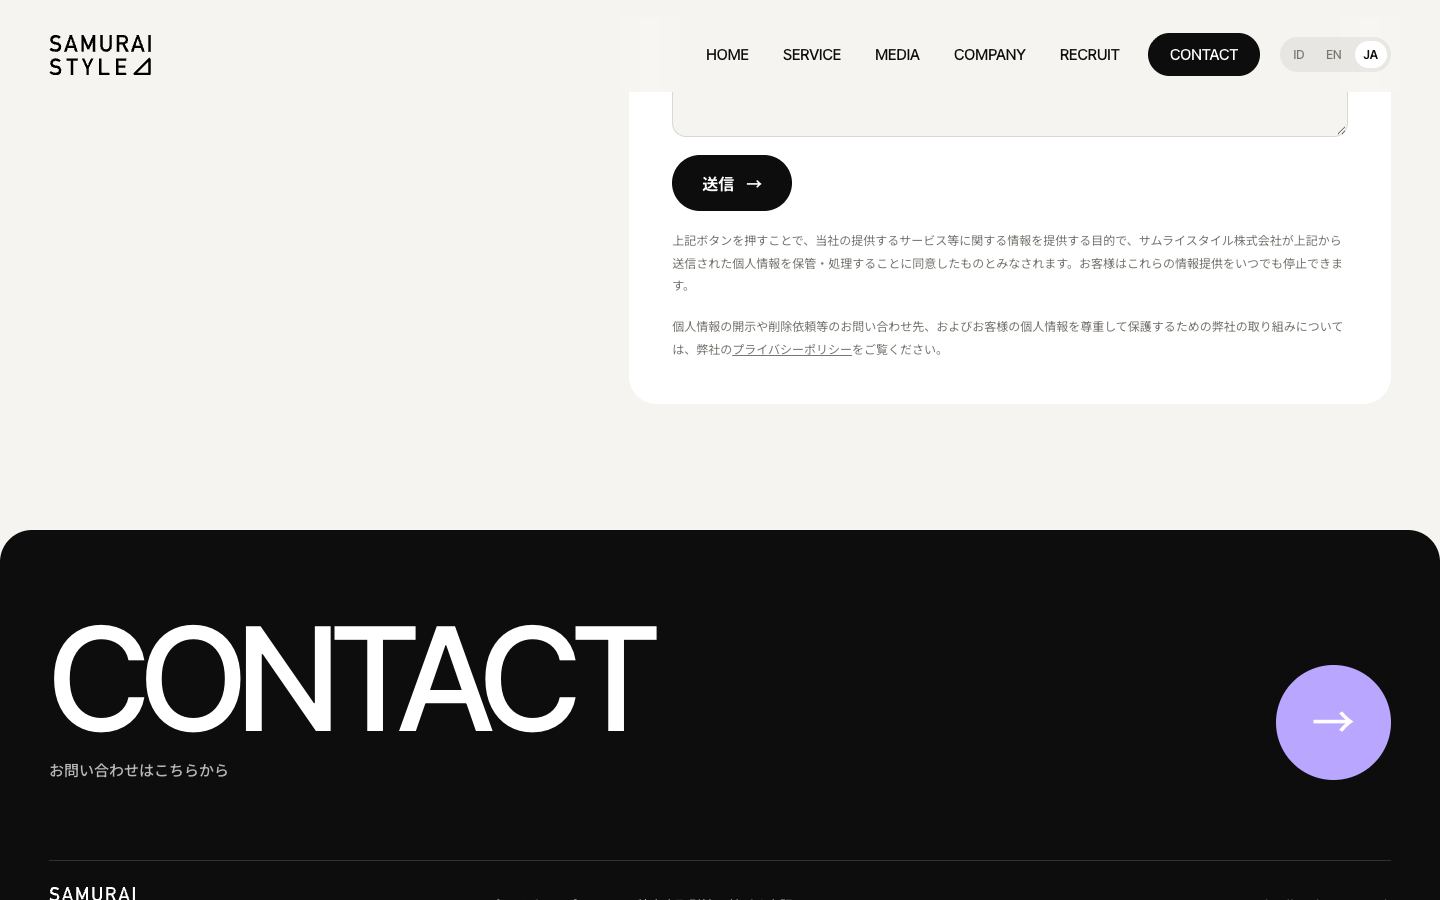 SAMURAI
STYLE
HOME SERVICE MEDIA COMPANY RECRUIT CONTACT ID EN JA
送信 →
上記ボタンを押すことで、当社の提供するサービス等に関する情報を提供する目的で、サムライスタイル株式会社が上記から
送信された個人情報を保管・処理することに同意したものとみなされます。お客様はこれらの情報提供をいつでも停止できま
す。
個人情報の開示や削除依頼等のお問い合わせ先、およびお客様の個人情報を尊重して保護するための弊社の取り組みについて
は、弊社のプライバシーポリシーをご覧ください。
CONTACT
お問い合わせはこちらから
SAMURAI